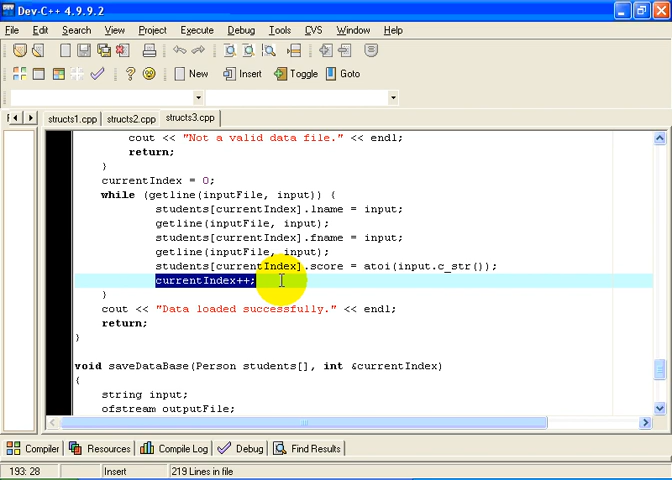 Dev-C++ 4.9.9.2
File Edit Search View Project Execute Debug Tools CVS Window Help
New Insert Toggle Goto
structs1.cpp structs2.cpp structs3.cpp
cout << "Not a valid data file." << endl;
return;
}
currentIndex = 0;
while (getline(inputFile, input)) {
students[currentIndex].lname = input;
getline(inputFile, input);
students[currentIndex].fname = input;
getline(inputFile, input);
students[currentIndex].score = atoi(input.c_str());
currentIndex++;
}
cout << "Data loaded successfully." << endl;
return;
}
void saveDataBase(Person students[], int &currentIndex)
{
string input;
ofstream outputFile;
Compiler Resources Compile Log Debug Find Results
193: 28 Insert 219 Lines in file